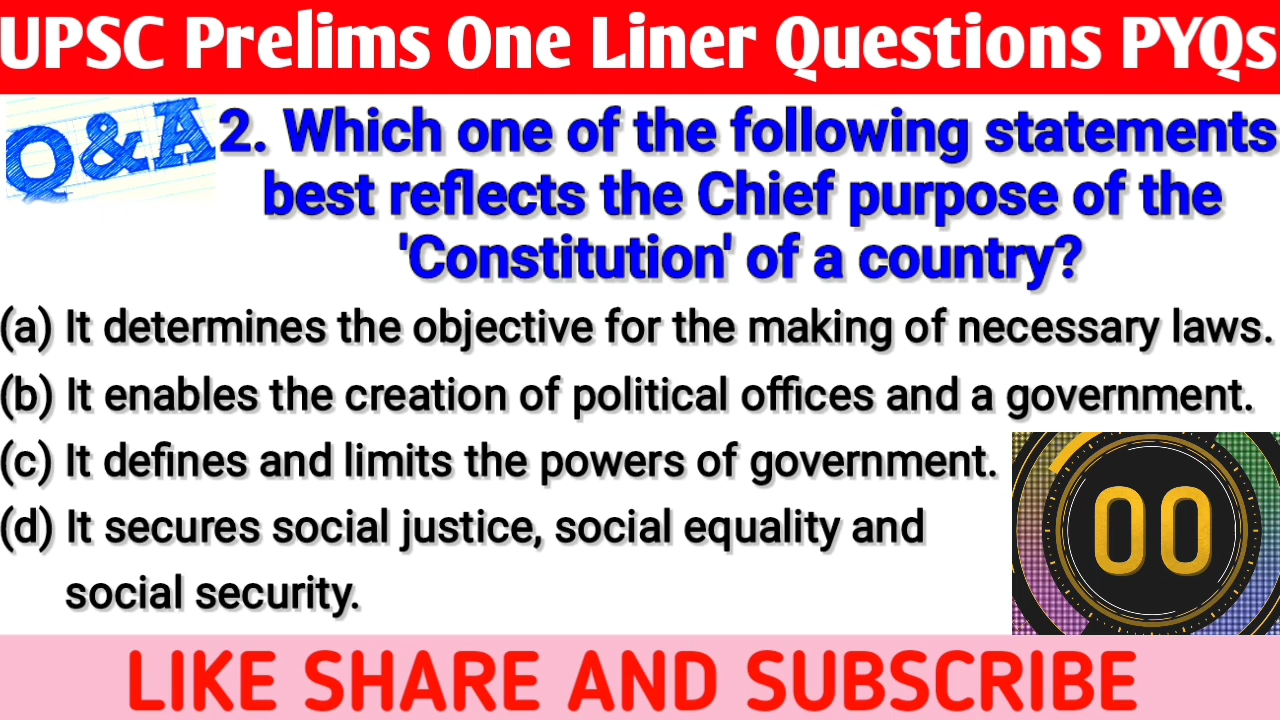 UPSC Prelims One Liner Questions PYQs
Q&A
2. Which one of the following statements
best reflects the Chief purpose of the
'Constitution' of a country?
(a) It determines the objective for the making of necessary laws.
(b) It enables the creation of political offices and a government.
(c) It defines and limits the powers of government.
(d) It secures social justice, social equality and
social security.
00
LIKE SHARE AND SUBSCRIBE